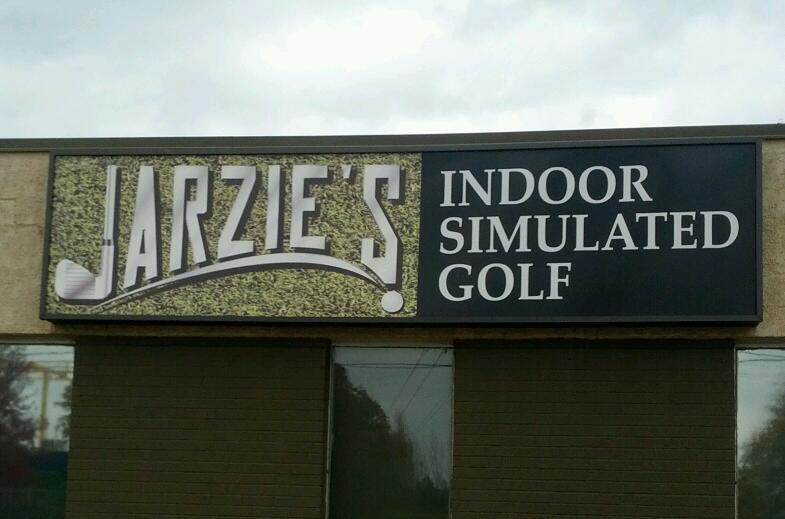 JARZIE'S
INDOOR
SIMULATED
GOLF